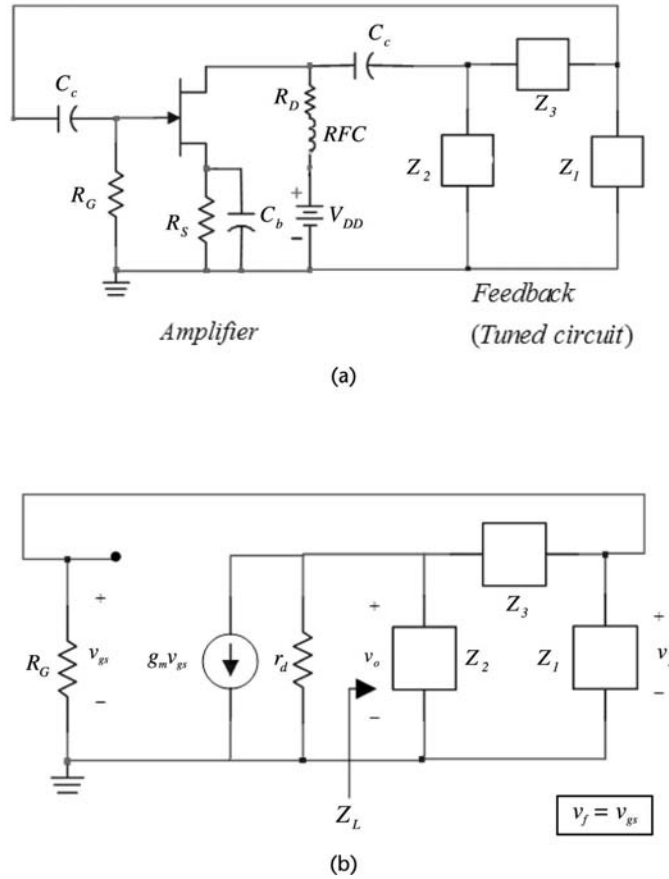 C_c
C_c
R_D
Z_3
RFC
Z_2
Z_1
R_G
R_S
C_b
+
V_DD
-
Feedback
Amplifier
(Tuned circuit)
(a)
Z_3
+
+
+
R_G
v_gs
g_m v_gs
r_d
v_o
Z_2
Z_1
-
-
-
Z_L
v_f = v_gs
(b)